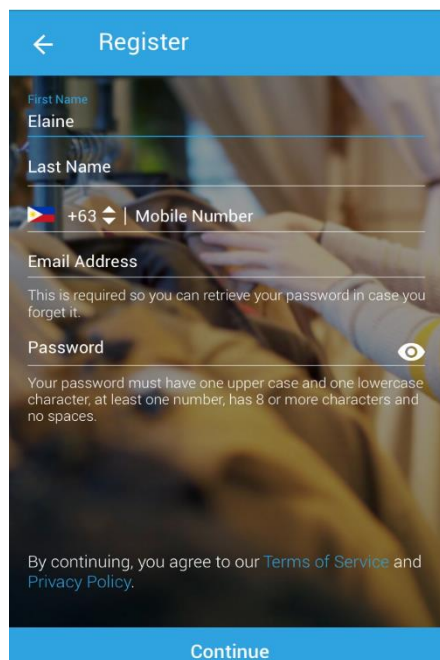 Register
First Name
Elaine
Last Name
+63 | Mobile Number
Email Address
This is required so you can retrieve your password in case you
forget it.
Password
Your password must have one upper case and one lowercase
character, at least one number, has 8 or more characters and
no spaces.
By continuing, you agree to our Terms of Service and
Privacy Policy.
Continue